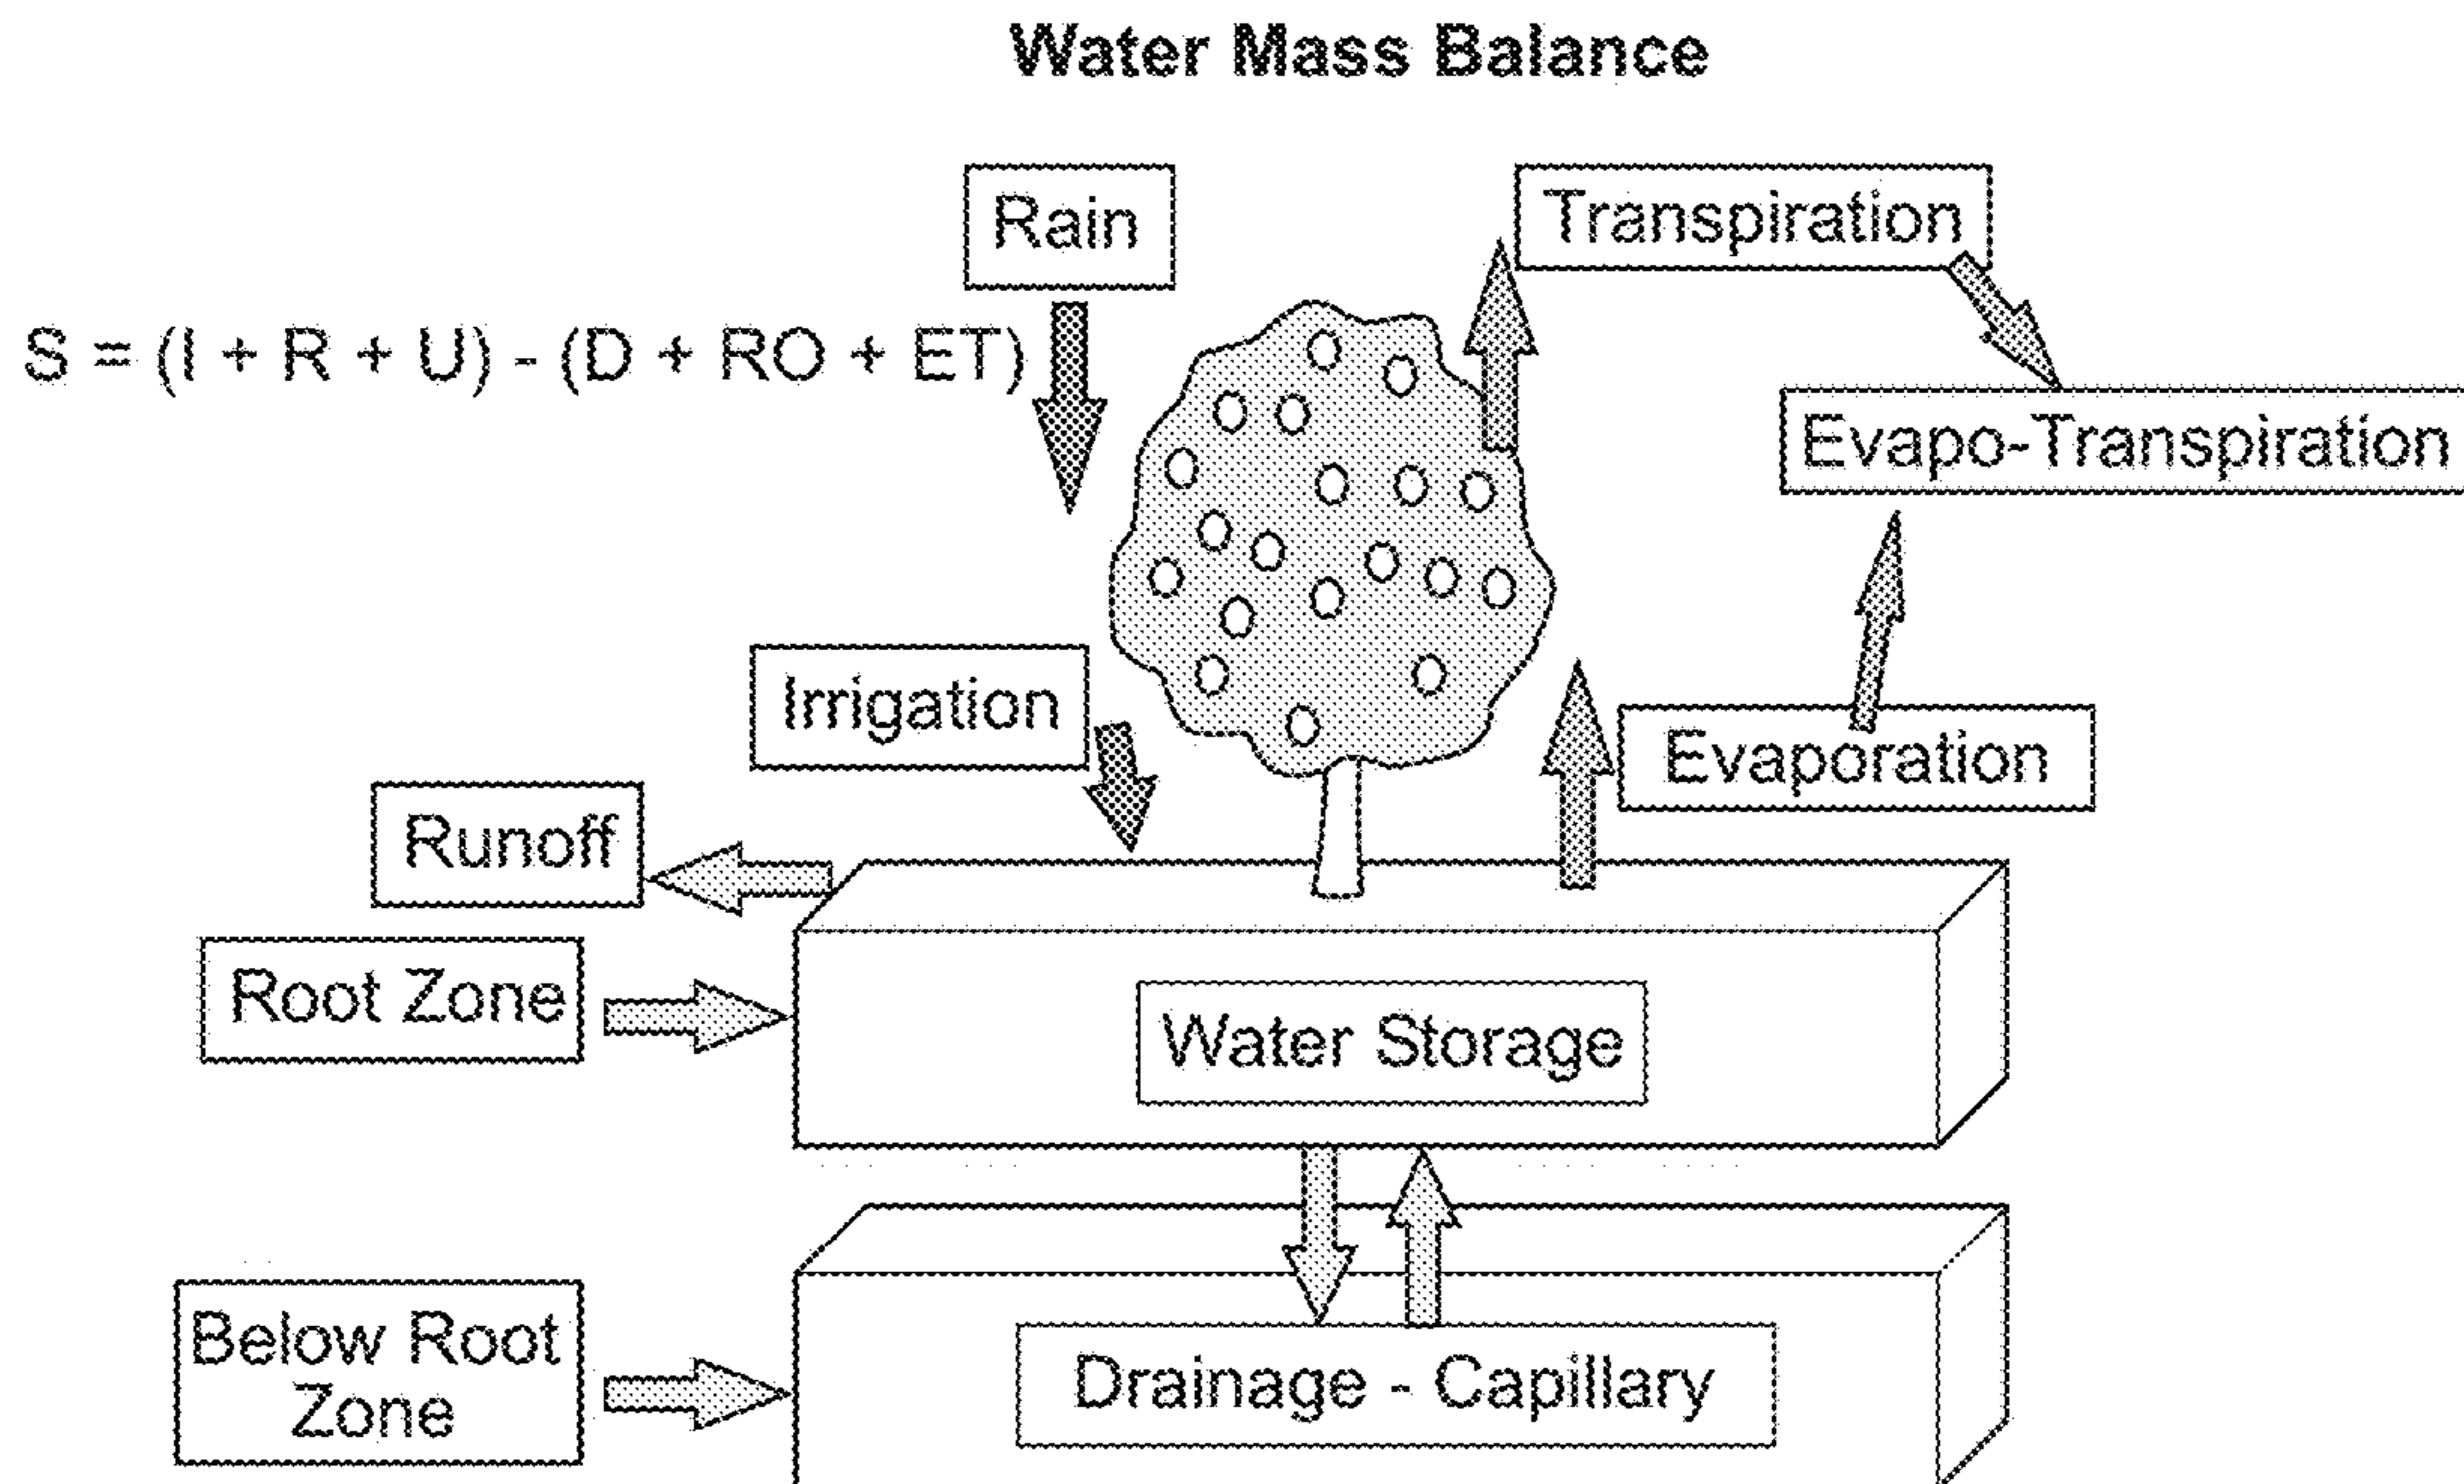 Water Mass Balance
Rain
Transpiration
S = (I + R + U) - (D + RO + ET)
Evapo-Transpiration
Irrigation
Evaporation
Runoff
Root Zone
Water Storage
Below Root
Zone
Drainage - Capillary